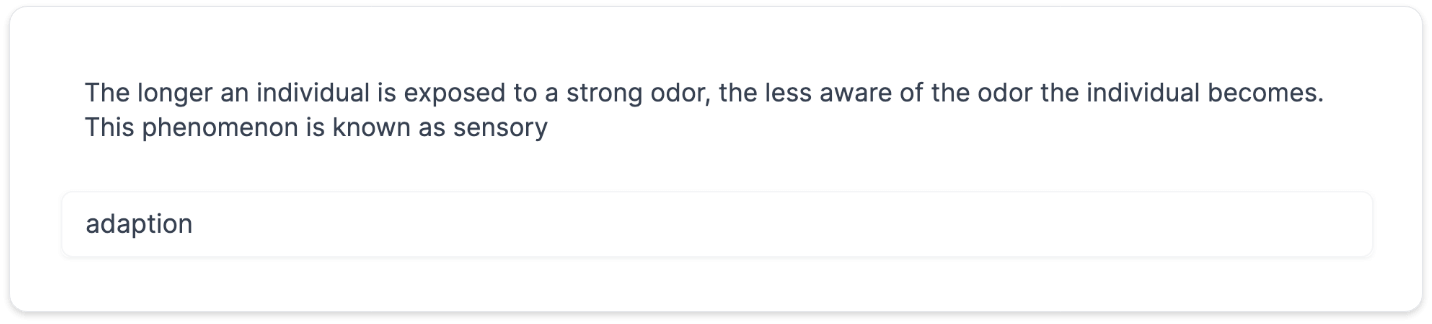 The longer an individual is exposed to a strong odor, the less aware of the odor the individual becomes.
This phenomenon is known as sensory
adaption